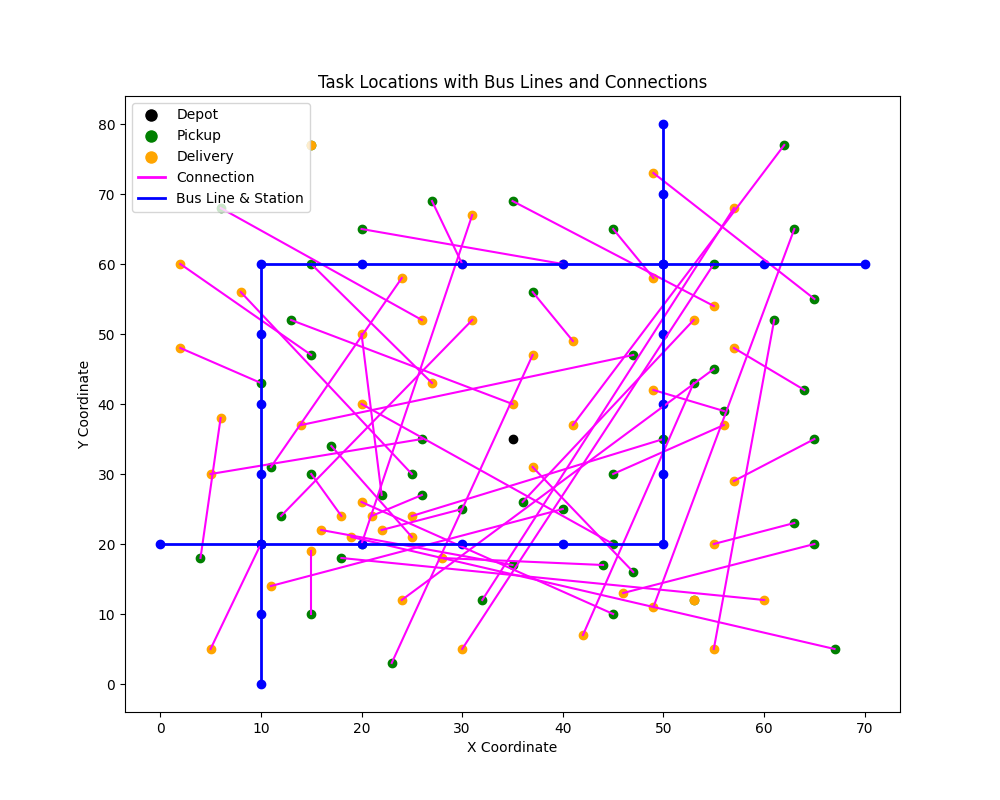 Task Locations with Bus Lines and Connections
Depot
Pickup
Delivery
Connection
Bus Line & Station
Y Coordinate
80
70
60
50
40
30
20
10
0
0 10 20 30 40 50 60 70
X Coordinate